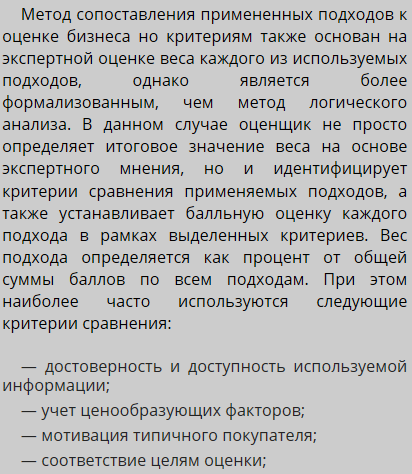 Метод сопоставления примененных подходов к
оценке бизнеса но критериям также основан на
экспертной оценке веса каждого из используемых
подходов, однако является более
формализованным, чем метод логического
анализа. В данном случае оценщик не просто
определяет итоговое значение веса на основе
экспертного мнения, но и идентифицирует
критерии сравнения применяемых подходов, а
также устанавливает балльную оценку каждого
подхода в рамках выделенных критериев. Вес
подхода определяется как процент от общей
суммы баллов по всем подходам. При этом
наиболее часто используются следующие
критерии сравнения:
— достоверность и доступность используемой
информации;
— учет ценообразующих факторов;
— мотивация типичного покупателя;
— соответствие целям оценки;